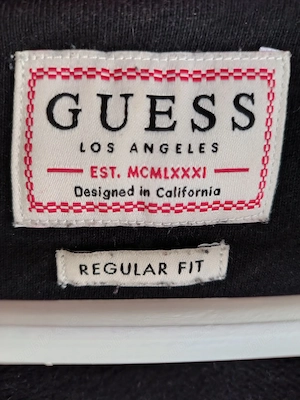 GUESS
LOS ANGELES
EST. MCMLXXXI
Designed in California
REGULAR FIT